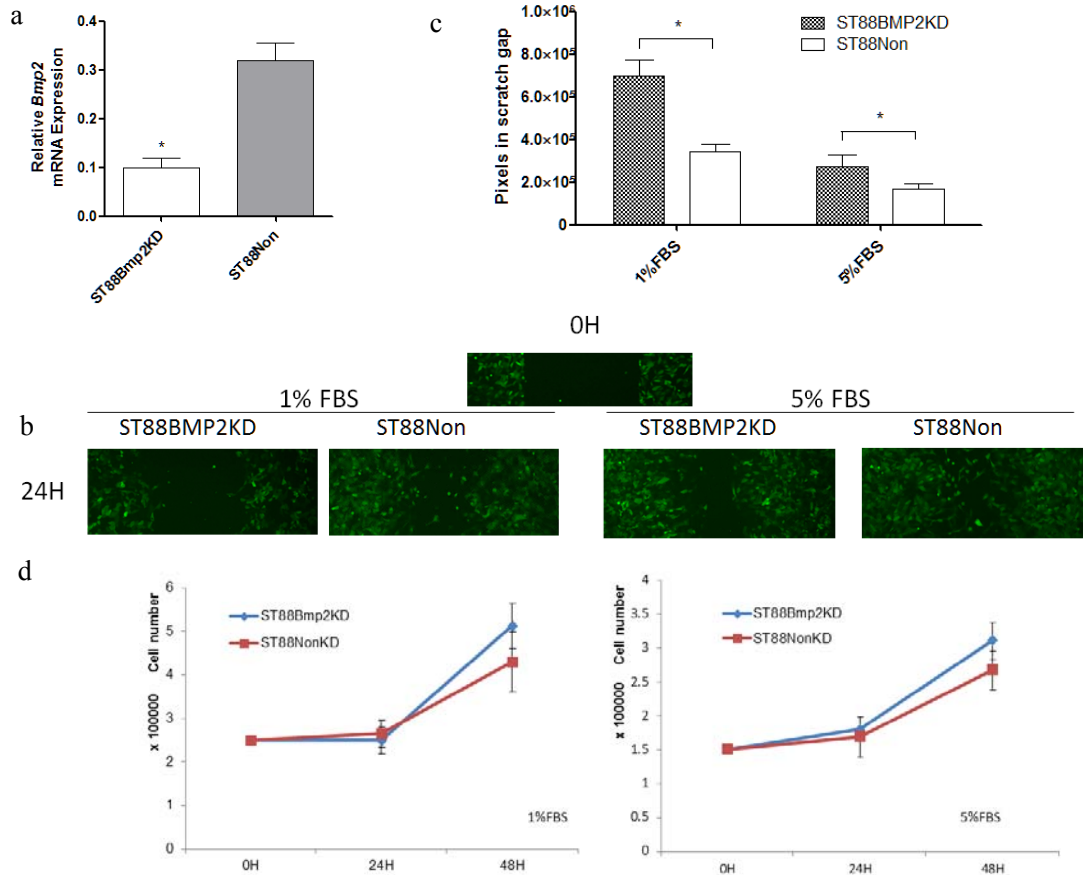 a
Relative Bmp2
mRNA Expression
0.4
0.3
0.2
0.1
0.0
*
ST88Bmp2KD
ST88Non
c
Pixels in scratch gap
1.0×10⁶
8.0×10⁵
6.0×10⁵
4.0×10⁵
2.0×10⁵
0
ST88BMP2KD
ST88Non
*
*
1%FBS
5%FBS
0H
1% FBS
5% FBS
b
ST88BMP2KD
ST88Non
ST88BMP2KD
ST88Non
24H
d
x 100000 Cell number
6
5
4
3
2
1
0
ST88Bmp2KD
ST88NonKD
1%FBS
0H
24H
48H
x 100000 Cell number
4
3.5
3
2.5
2
1.5
1
0.5
0
ST88Bmp2KD
ST88NonKD
5%FBS
0H
24H
48H